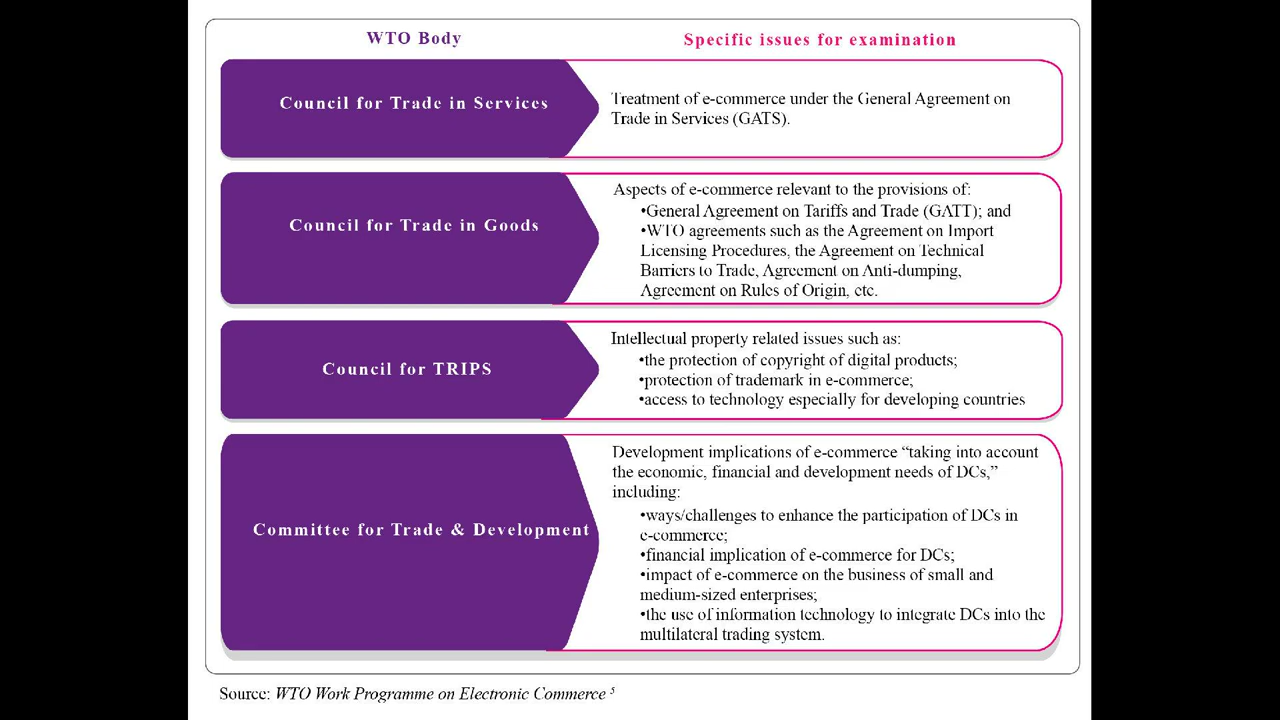 WTO Body
Specific issues for examination
Council for Trade in Services
Treatment of e-commerce under the General Agreement on
Trade in Services (GATS).
Council for Trade in Goods
Aspects of e-commerce relevant to the provisions of:
•General Agreement on Tariffs and Trade (GATT); and
•WTO agreements such as the Agreement on Import
Licensing Procedures, the Agreement on Technical
Barriers to Trade, Agreement on Anti-dumping,
Agreement on Rules of Origin, etc.
Council for TRIPS
Intellectual property related issues such as:
•the protection of copyright of digital products;
•protection of trademark in e-commerce;
•access to technology especially for developing countries
Committee for Trade & Development
Development implications of e-commerce “taking into account
the economic, financial and development needs of DCs,”
including:
•ways/challenges to enhance the participation of DCs in
e-commerce;
•financial implication of e-commerce for DCs;
•impact of e-commerce on the business of small and
medium-sized enterprises;
•the use of information technology to integrate DCs into the
multilateral trading system.
Source: WTO Work Programme on Electronic Commerce ⁵